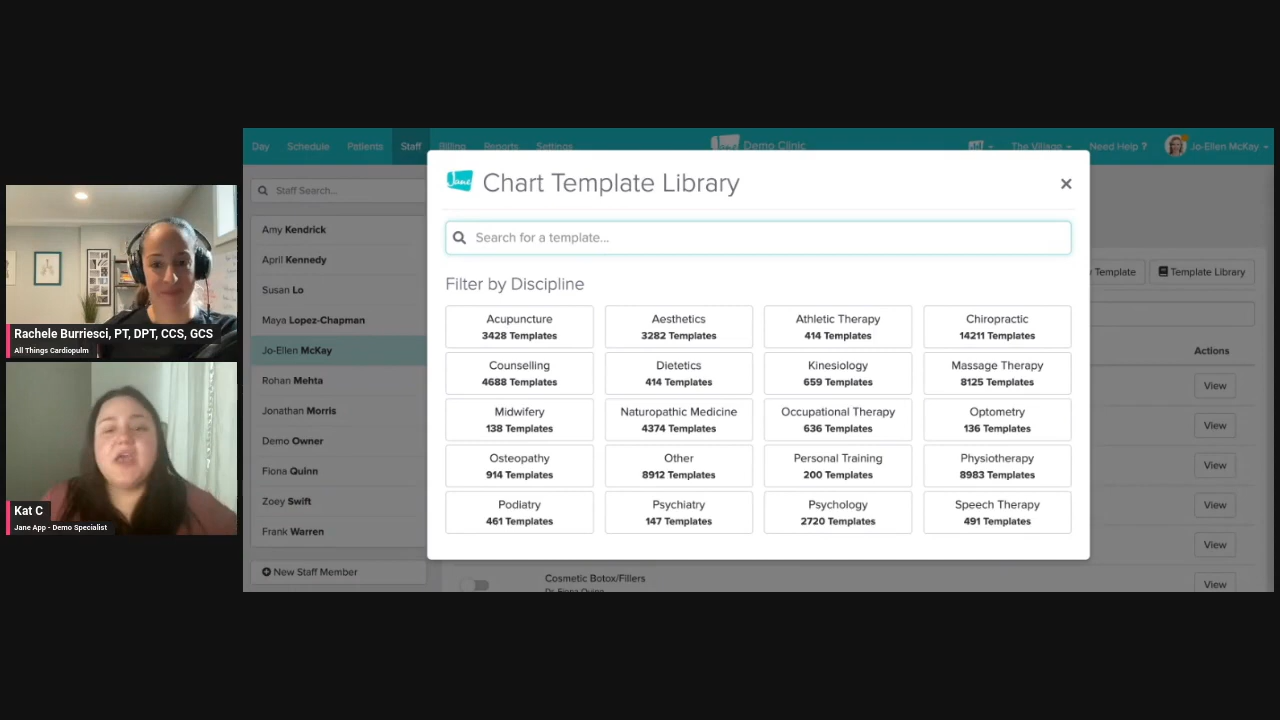 Rachele Burriesci, PT, DPT, CCS, GCS
All Things Cardiopulm
Kat C
Jane App - Demo Specialist
Day Schedule Patients Staff Billing Reports Settings
Demo Clinic
The Village
Need Help ?
Jo-Ellen McKay
Staff Search...
Amy Kendrick
April Kennedy
Susan Lo
Maya Lopez-Chapman
Jo-Ellen McKay
Rohan Mehta
Jonathan Morris
Demo Owner
Fiona Quinn
Zoey Swift
Frank Warren
New Staff Member
Jane
Chart Template Library
×
Search for a template...
Filter by Discipline
Acupuncture
3428 Templates
Aesthetics
3282 Templates
Athletic Therapy
414 Templates
Chiropractic
14211 Templates
Counselling
4688 Templates
Dietetics
414 Templates
Kinesiology
659 Templates
Massage Therapy
8125 Templates
Midwifery
138 Templates
Naturopathic Medicine
4374 Templates
Occupational Therapy
636 Templates
Optometry
136 Templates
Osteopathy
914 Templates
Other
8912 Templates
Personal Training
200 Templates
Physiotherapy
8983 Templates
Podiatry
461 Templates
Psychiatry
147 Templates
Psychology
2720 Templates
Speech Therapy
491 Templates
Template
Template Library
Actions
View
View
View
View
View
View
Cosmetic Botox/Fillers
Dr. Fiona Quinn